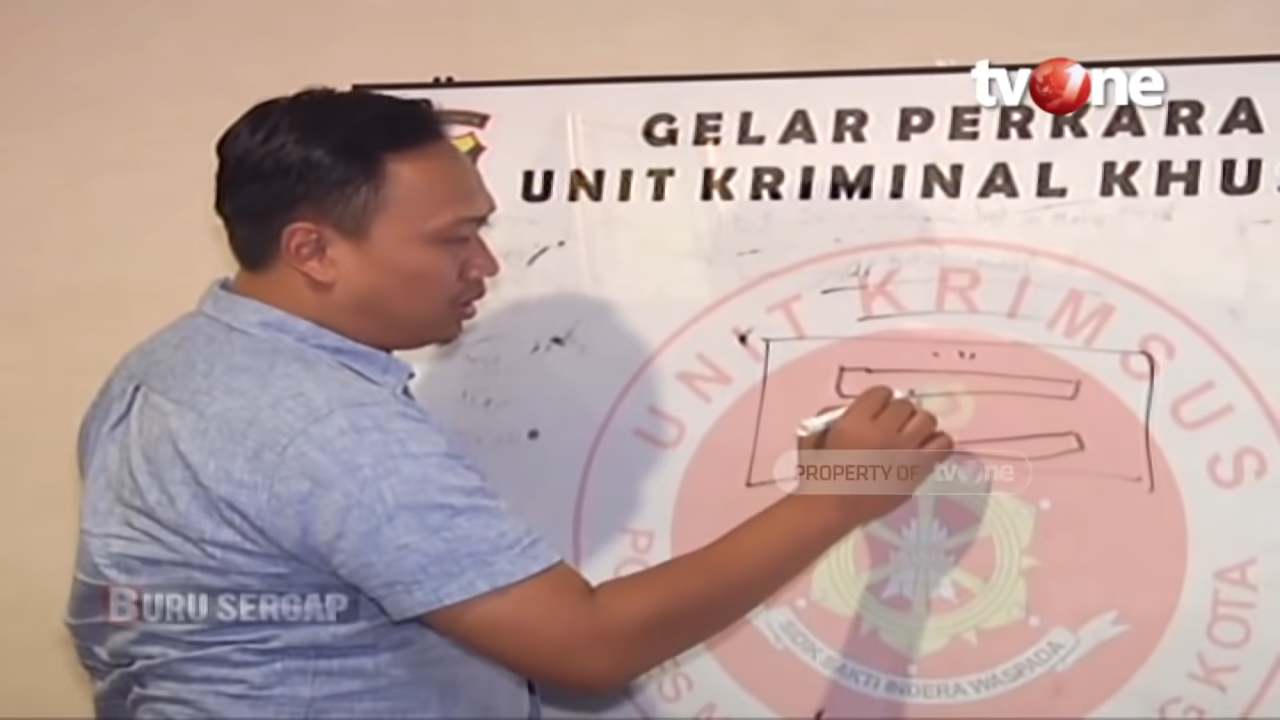 tvOne
GELAR PERKARA
UNIT KRIMINAL KHUS
UNIT KRIMSUS
PROPERTY OF tvOne
BURU SERGAP
SIDIK SAKTI INDERA WASPADA
G KOTA